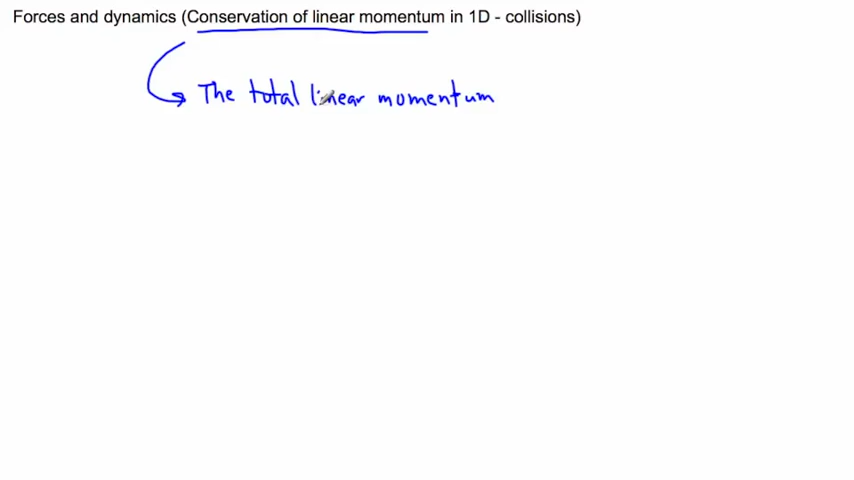 Forces and dynamics (Conservation of linear momentum in 1D - collisions)
The total linear momentum